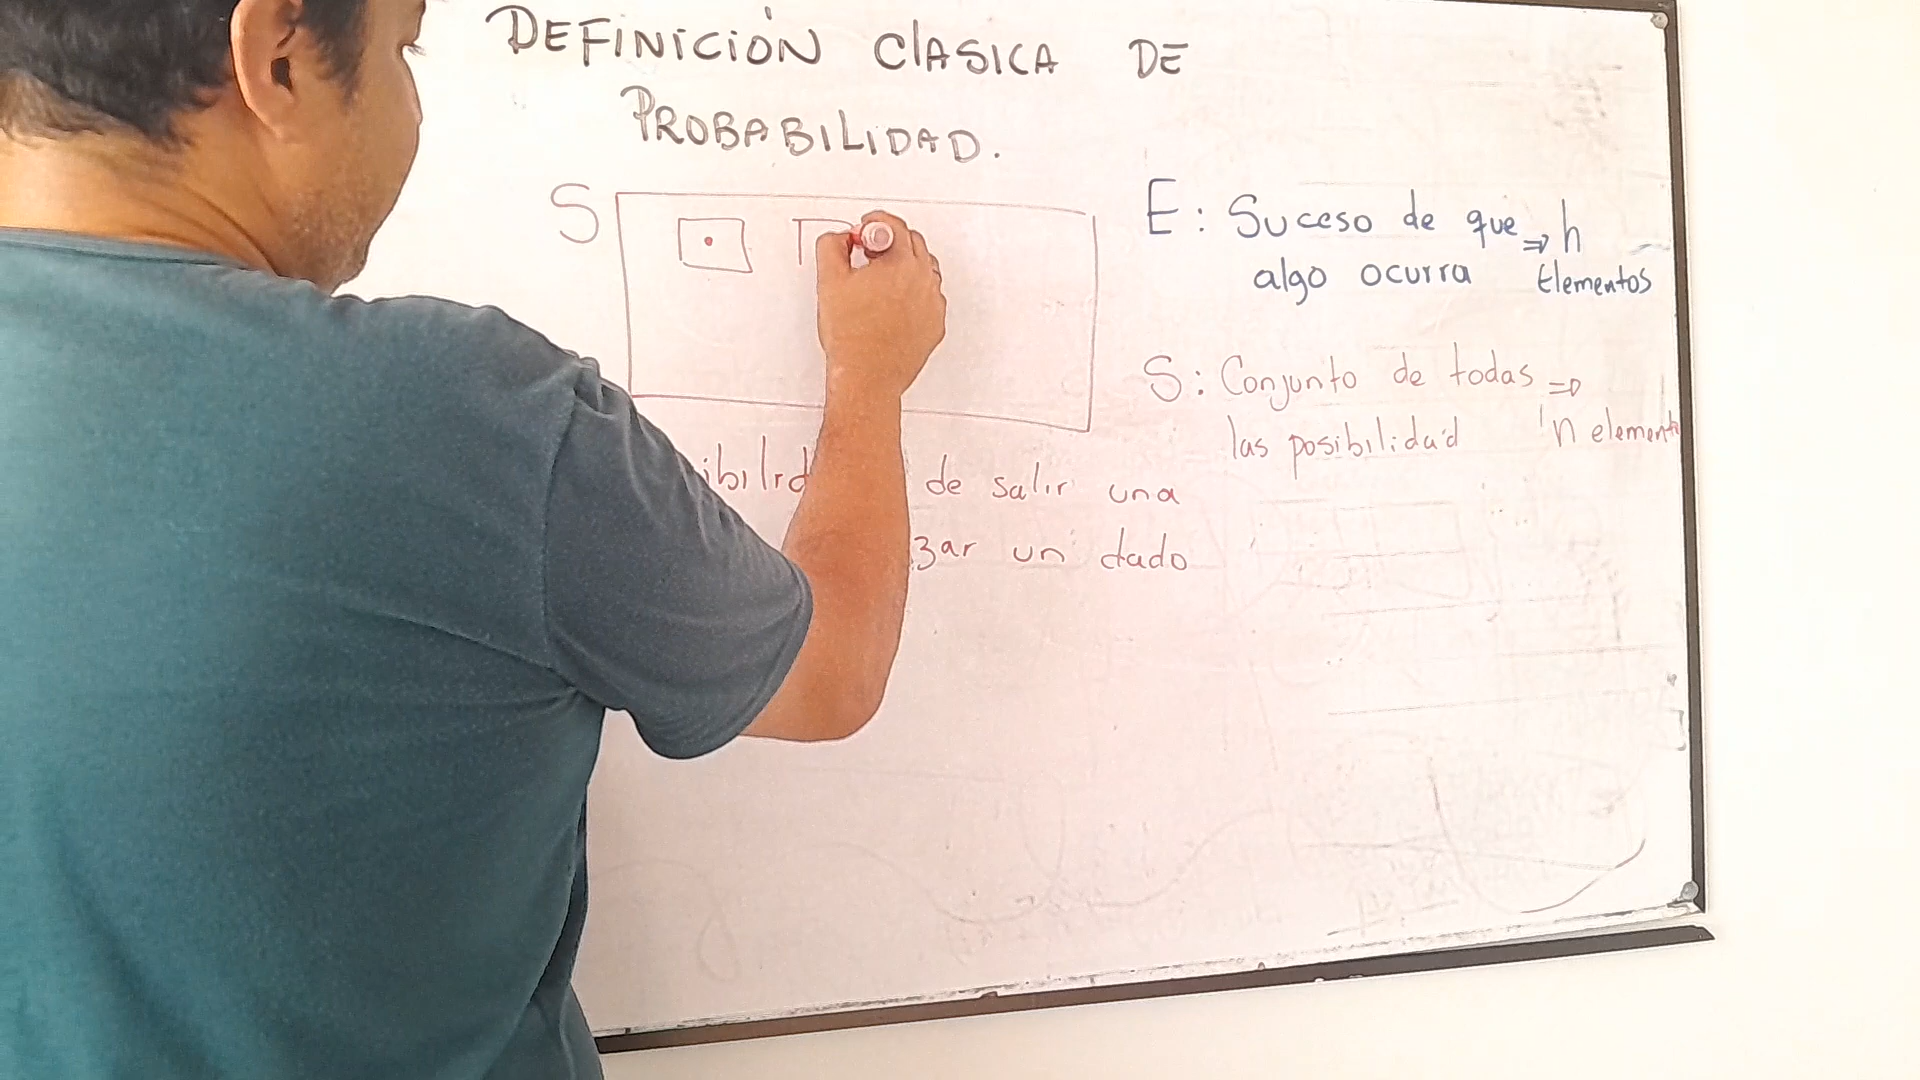 DEFINICIÓN ClASICA DE
PROBABILIDAD.
S
E: Suceso de que => h
algo ocurra Elementos
S: Conjunto de todas =>
las posibilidad n element
de salir una
un dado